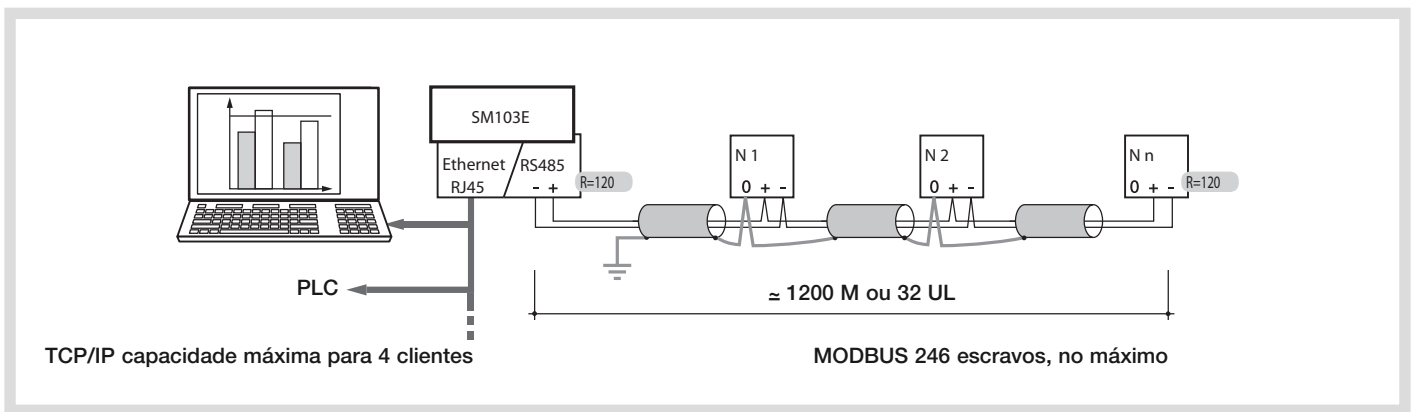 SM103E
Ethernet
RJ45
RS485
- +
R=120
N 1
0 + -
N 2
0 + -
N n
0 + -
R=120
PLC
≃ 1200 M ou 32 UL
TCP/IP capacidade máxima para 4 clientes
MODBUS 246 escravos, no máximo